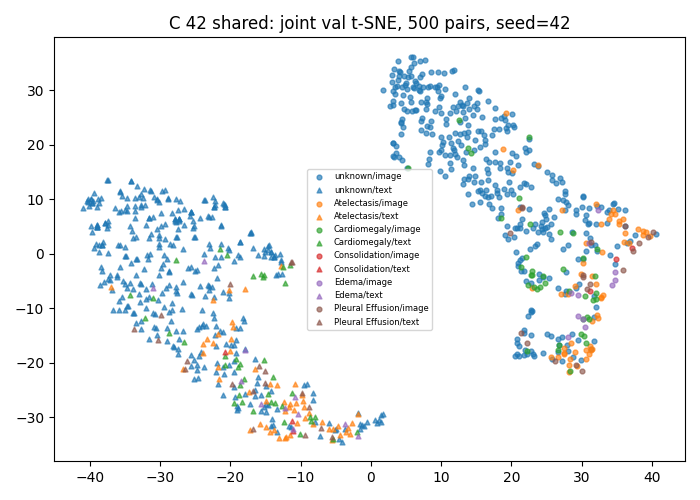 C 42 shared: joint val t-SNE, 500 pairs, seed=42
30
20
10
0
−10
−20
−30
−40
−30
−20
−10
0
10
20
30
40
unknown/image
unknown/text
Atelectasis/image
Atelectasis/text
Cardiomegaly/image
Cardiomegaly/text
Consolidation/image
Consolidation/text
Edema/image
Edema/text
Pleural Effusion/image
Pleural Effusion/text